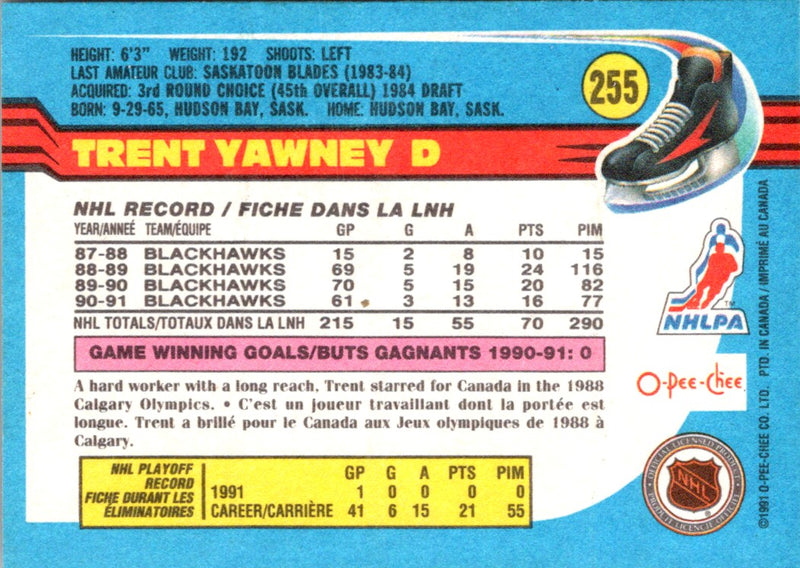 HEIGHT: 6'3" WEIGHT: 192 SHOOTS: LEFT
LAST AMATEUR CLUB: SASKATOON BLADES (1983-84)
ACQUIRED: 3rd ROUND CHOICE (45th OVERALL) 1984 DRAFT
BORN: 9-29-65, HUDSON BAY, SASK. HOME: HUDSON BAY, SASK.
255
TRENT YAWNEY D
NHL RECORD / FICHE DANS LA LNH
YEAR/ANNEÉ TEAM/ÉQUIPE GP G A PTS PIM
87-88 BLACKHAWKS 15 2 8 10 15
88-89 BLACKHAWKS 69 5 19 24 116
89-90 BLACKHAWKS 70 5 15 20 82
90-91 BLACKHAWKS 61 3 13 16 77
NHL TOTALS/TOTAUX DANS LA LNH 215 15 55 70 290
GAME WINNING GOALS/BUTS GAGNANTS 1990-91: 0
A hard worker with a long reach, Trent starred for Canada in the 1988
Calgary Olympics. • C'est un joueur travaillant dont la portée est
longue. Trent a brillé pour le Canada aux Jeux olympiques de 1988 à
Calgary.
NHL PLAYOFF
RECORD
FICHE DURANT LES
ÉLIMINATOIRES
GP G A PTS PIM
1991 1 0 0 0 0
CAREER/CARRIÈRE 41 6 15 21 55
TM
NHLPA
O-Pee-Chee
OFFICIAL LICENSED PRODUCT
NHL
PRODUIT LICENCIÉ OFFICIEL
©1991 O-PEE-CHEE CO. LTD. PTD. IN CANADA / IMPRIMÉ AU CANADA